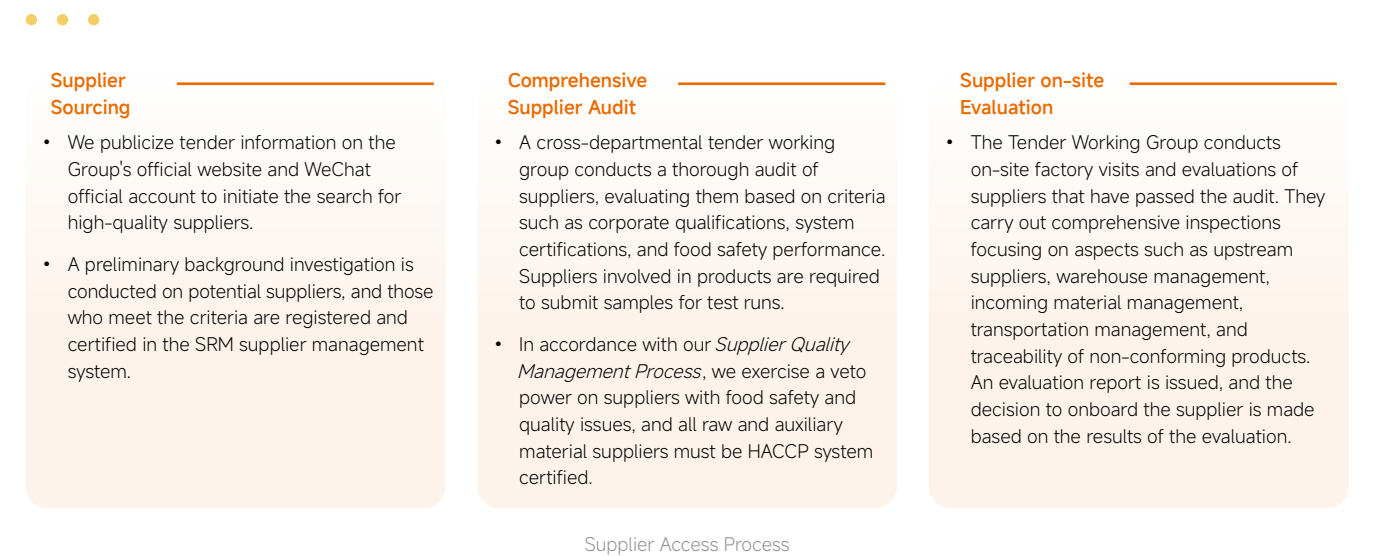 Supplier
Sourcing
• We publicize tender information on the
Group's official website and WeChat
official account to initiate the search for
high-quality suppliers.
• A preliminary background investigation is
conducted on potential suppliers, and those
who meet the criteria are registered and
certified in the SRM supplier management
system.
Comprehensive
Supplier Audit
• A cross-departmental tender working
group conducts a thorough audit of
suppliers, evaluating them based on criteria
such as corporate qualifications, system
certifications, and food safety performance.
Suppliers involved in products are required
to submit samples for test runs.
• In accordance with our Supplier Quality
Management Process, we exercise a veto
power on suppliers with food safety and
quality issues, and all raw and auxiliary
material suppliers must be HACCP system
certified.
Supplier on-site
Evaluation
• The Tender Working Group conducts
on-site factory visits and evaluations of
suppliers that have passed the audit. They
carry out comprehensive inspections
focusing on aspects such as upstream
suppliers, warehouse management,
incoming material management,
transportation management, and
traceability of non-conforming products.
An evaluation report is issued, and the
decision to onboard the supplier is made
based on the results of the evaluation.
Supplier Access Process